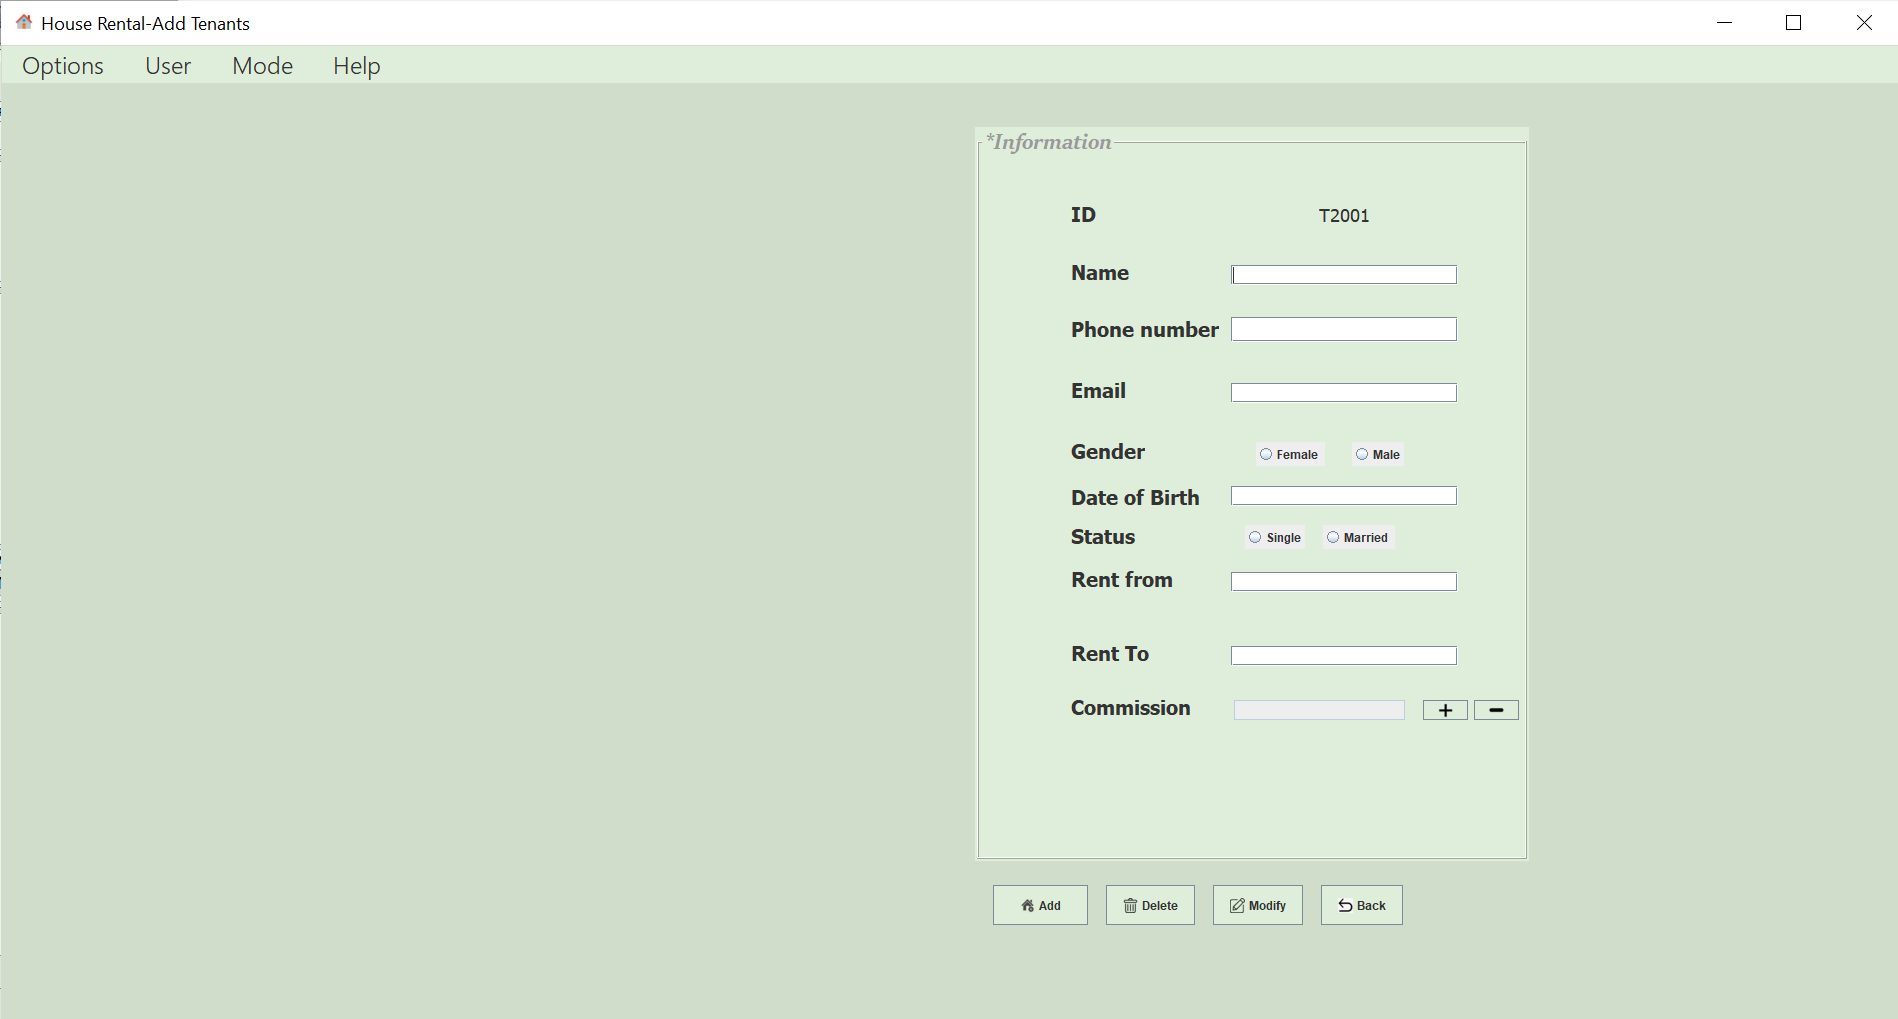 House Rental-Add Tenants
Options User Mode Help
*Information
ID T2001
Name
Phone number
Email
Gender Female Male
Date of Birth
Status Single Married
Rent from
Rent To
Commission + -
Add Delete Modify Back